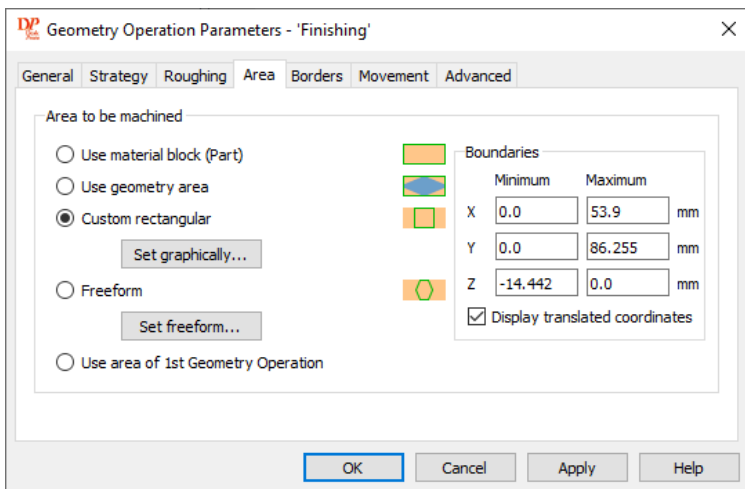 DP Geometry Operation Parameters - 'Finishing'
General Strategy Roughing Area Borders Movement Advanced
Area to be machined
Use material block (Part)
Use geometry area
Custom rectangular
Set graphically...
Freeform
Set freeform...
Use area of 1st Geometry Operation
Boundaries
Minimum Maximum
X 0.0 53.9 mm
Y 0.0 86.255 mm
Z -14.442 0.0 mm
Display translated coordinates
OK Cancel Apply Help